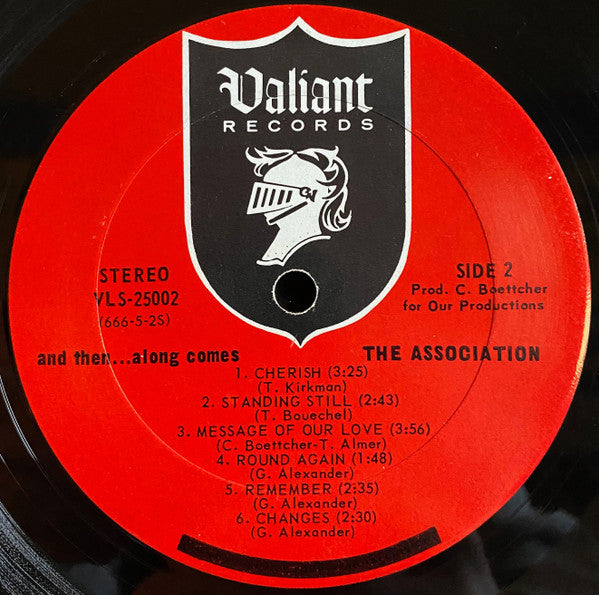 Valiant
RECORDS
STEREO
VLS-25002
(666-5-2S)
SIDE 2
Prod. C. Boettcher
for Our Productions
and then...along comes
THE ASSOCIATION
1. CHERISH (3:25)
(T. Kirkman)
2. STANDING STILL (2:43)
(T. Bouechel)
3. MESSAGE OF OUR LOVE (3:56)
(C. Boettcher-T. Almer)
4. ROUND AGAIN (1:48)
(G. Alexander)
5. REMEMBER (2:35)
(G. Alexander)
6. CHANGES (2:30)
(G. Alexander)